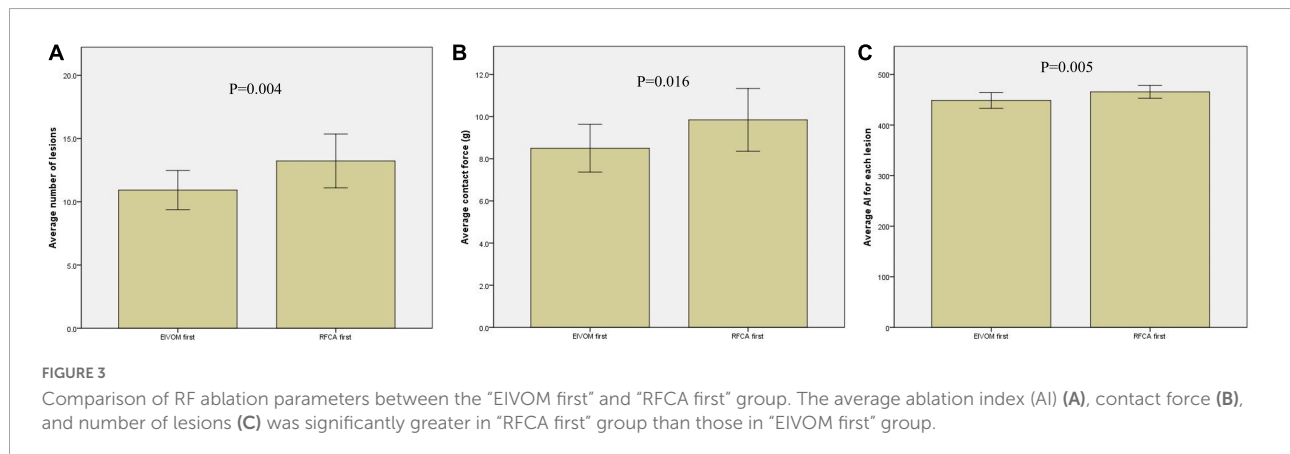 A
P=0.004
20.0
15.0
10.0
5.0
0.0
Average number of lesions
EIVOM first RFCA first
B
P=0.016
12.0
10.0
8.0
6.0
4.0
2.0
0.0
Average contact force (g)
EIVOM first RFCA first
C
P=0.005
500
400
300
200
100
0
Average AI for each lesion
EIVOM first RFCA first
FIGURE 3
Comparison of RF ablation parameters between the “EIVOM first” and “RFCA first” group. The average ablation index (AI) (A), contact force (B),
and number of lesions (C) was significantly greater in “RFCA first” group than those in “EIVOM first” group.